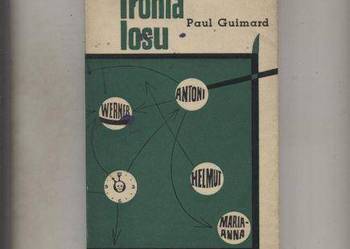 Ironia
losu
Paul Guimard
ANTONI
WERNER
HELMUT
MARIA-
ANNA